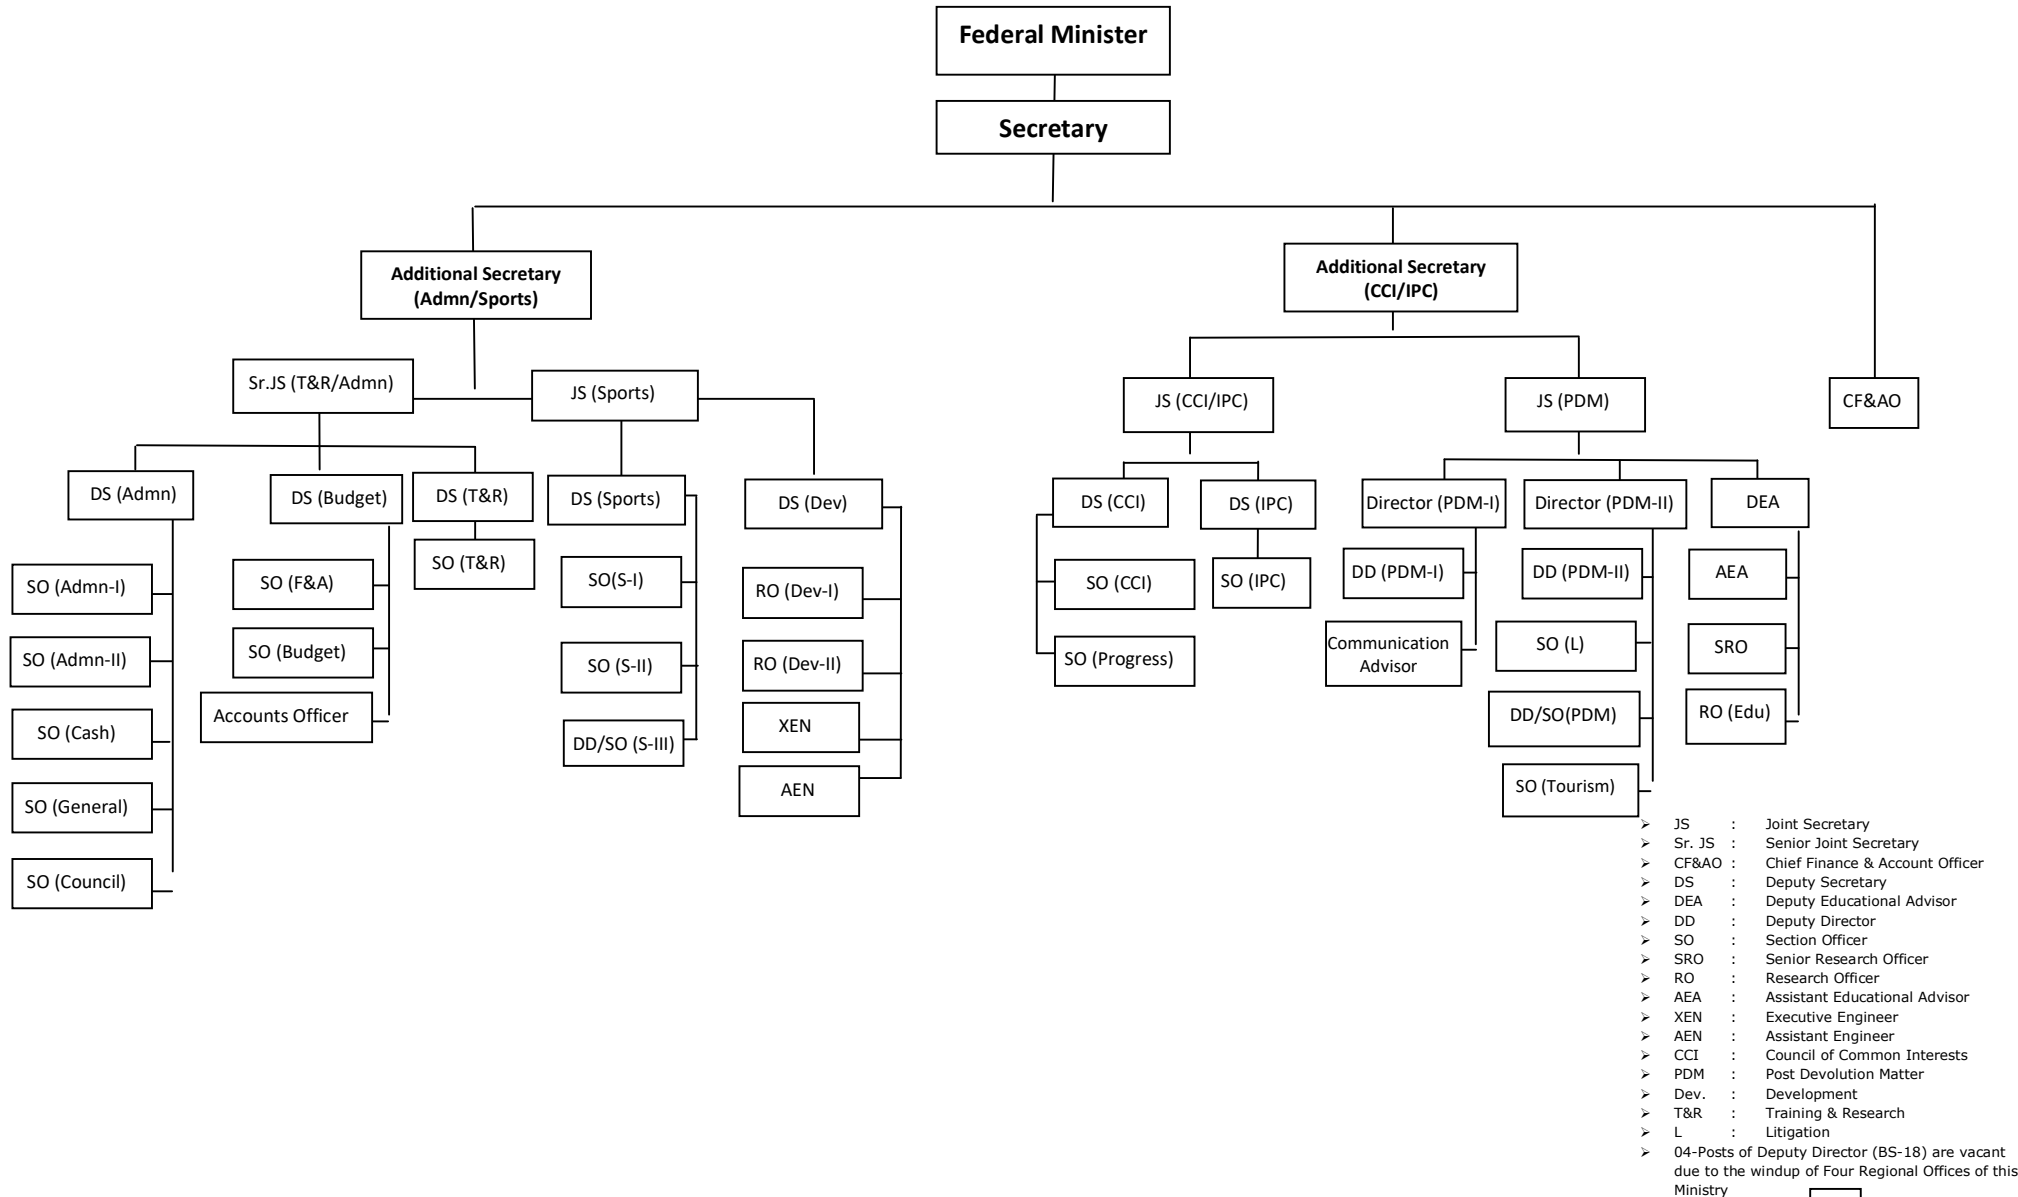 Federal Minister
Secretary
Additional Secretary
(Admn/Sports)
Additional Secretary
(CCI/IPC)
Sr.JS (T&R/Admn)
JS (Sports)
JS (CCI/IPC)
JS (PDM)
CF&AO
DS (Admn)
DS (Budget)
DS (T&R)
DS (Sports)
DS (Dev)
DS (CCI)
DS (IPC)
Director (PDM-I)
Director (PDM-II)
DEA
SO (Admn-I)
SO (Admn-II)
SO (Cash)
SO (General)
SO (Council)
SO (F&A)
SO (Budget)
Accounts Officer
SO (T&R)
SO(S-I)
SO (S-II)
DD/SO (S-III)
RO (Dev-I)
RO (Dev-II)
XEN
AEN
SO (CCI)
SO (Progress)
SO (IPC)
DD (PDM-I)
Communication
Advisor
DD (PDM-II)
SO (L)
DD/SO(PDM)
SO (Tourism)
AEA
SRO
RO (Edu)
➢ JS : Joint Secretary
➢ Sr. JS : Senior Joint Secretary
➢ CF&AO : Chief Finance & Account Officer
➢ DS : Deputy Secretary
➢ DEA : Deputy Educational Advisor
➢ DD : Deputy Director
➢ SO : Section Officer
➢ SRO : Senior Research Officer
➢ RO : Research Officer
➢ AEA : Assistant Educational Advisor
➢ XEN : Executive Engineer
➢ AEN : Assistant Engineer
➢ CCI : Council of Common Interests
➢ PDM : Post Devolution Matter
➢ Dev. : Development
➢ T&R : Training & Research
➢ L : Litigation
➢ 04-Posts of Deputy Director (BS-18) are vacant
due to the windup of Four Regional Offices of this
Ministry